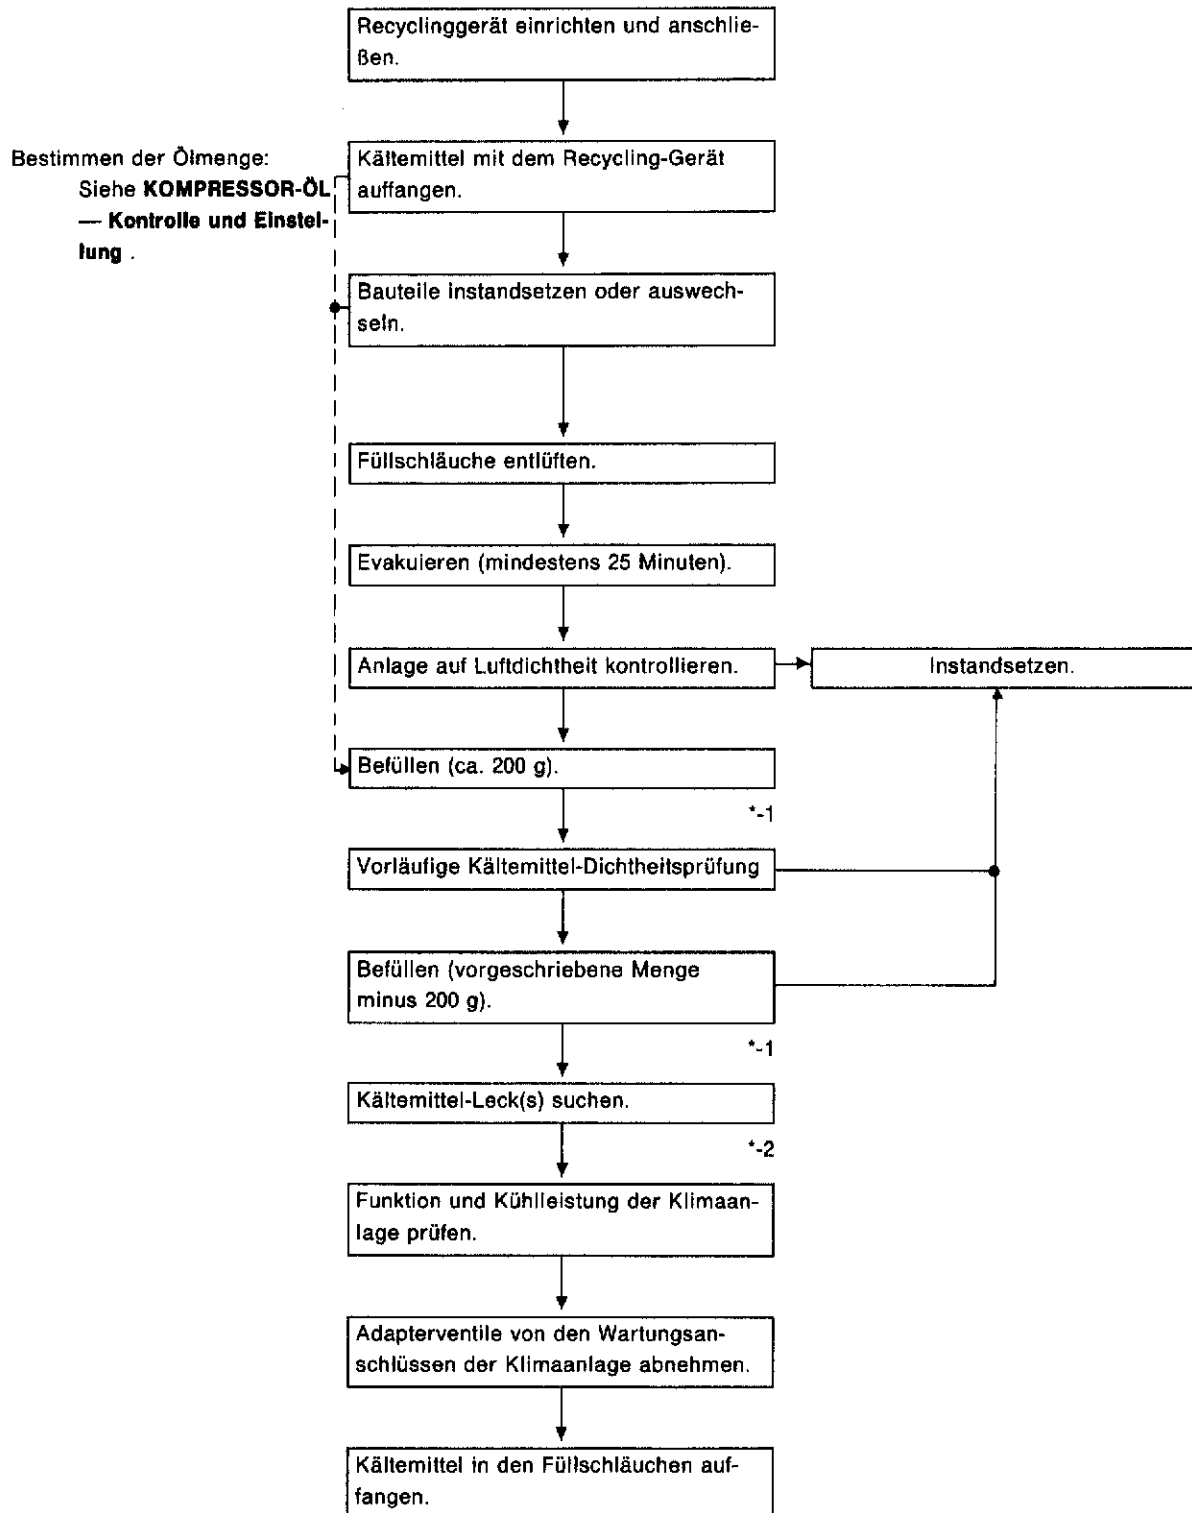 Recyclinggerät einrichten und anschlie-
ßen.
Bestimmen der Ölmenge:
Siehe KOMPRESSOR-ÖL
— Kontrolle und Einstel-
lung .
Kältemittel mit dem Recycling-Gerät
auffangen.
Bauteile instandsetzen oder auswech-
seln.
Füllschläuche entlüften.
Evakuieren (mindestens 25 Minuten).
Anlage auf Luftdichtheit kontrollieren.
Instandsetzen.
Befüllen (ca. 200 g).
*-1
Vorläufige Kältemittel-Dichtheitsprüfung
Befüllen (vorgeschriebene Menge
minus 200 g).
*-1
Kältemittel-Leck(s) suchen.
*-2
Funktion und Kühlleistung der Klimaan-
lage prüfen.
Adapterventile von den Wartungsan-
schlüssen der Klimaanlage abnehmen.
Kältemittel in den Füllschläuchen auf-
fangen.